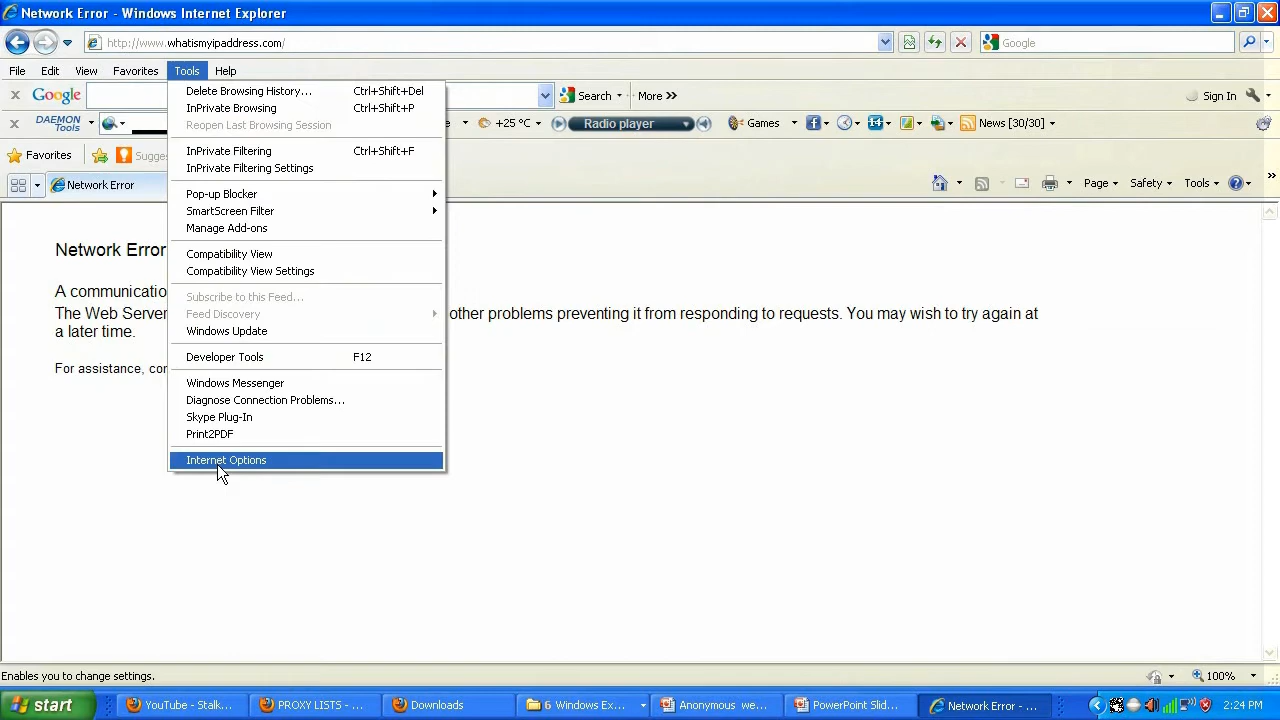 Network Error - Windows Internet Explorer
http://www.whatismyipaddress.com/
Google
File Edit View Favorites Tools Help
Google Search More »» Sign In
DAEMON Tools +25 °C Radio player Games News [30/30]
Favorites Sugge
Network Error Page Safety Tools
Delete Browsing History... Ctrl+Shift+Del
InPrivate Browsing Ctrl+Shift+P
Reopen Last Browsing Session
InPrivate Filtering Ctrl+Shift+F
InPrivate Filtering Settings
Pop-up Blocker
SmartScreen Filter
Manage Add-ons
Compatibility View
Compatibility View Settings
Subscribe to this Feed...
Feed Discovery
Windows Update
Developer Tools F12
Windows Messenger
Diagnose Connection Problems...
Skype Plug-In
Print2PDF
Internet Options
Network Error
A communicatio
The Web Server other problems preventing it from responding to requests. You may wish to try again at
a later time.
For assistance, con
Enables you to change settings. 100%
start YouTube - Stalk... PROXY LISTS - ... Downloads 6 Windows Ex... Anonymous we... PowerPoint Slid... Network Error - ... 2:24 PM